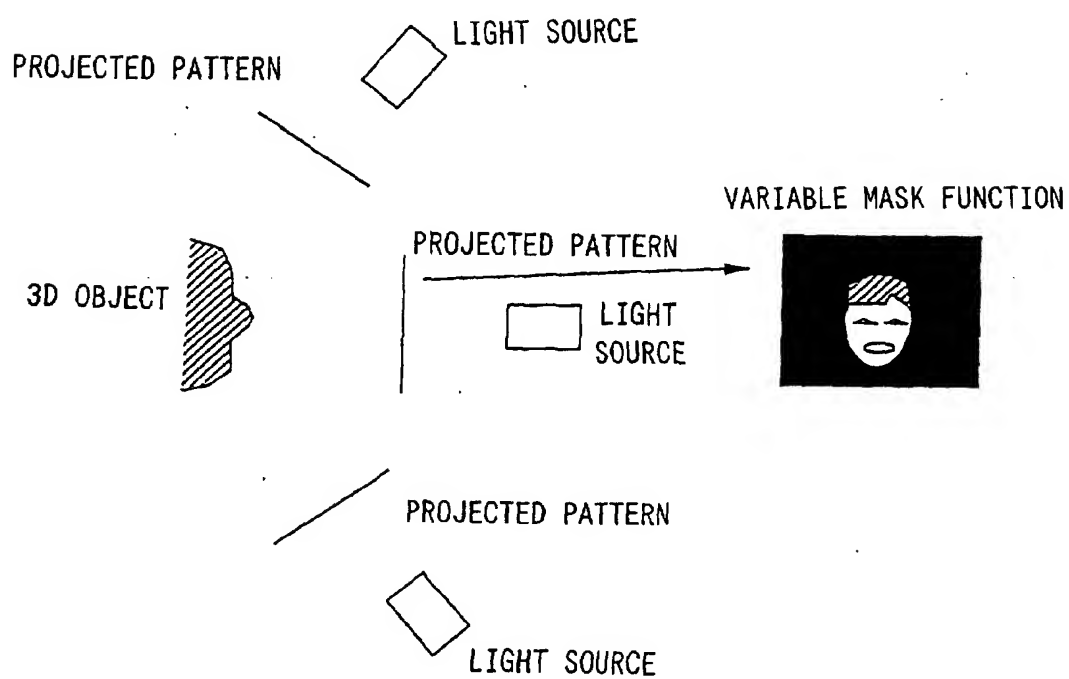 LIGHT SOURCE
PROJECTED PATTERN
VARIABLE MASK FUNCTION
PROJECTED PATTERN
3D OBJECT
LIGHT
SOURCE
PROJECTED PATTERN
LIGHT SOURCE